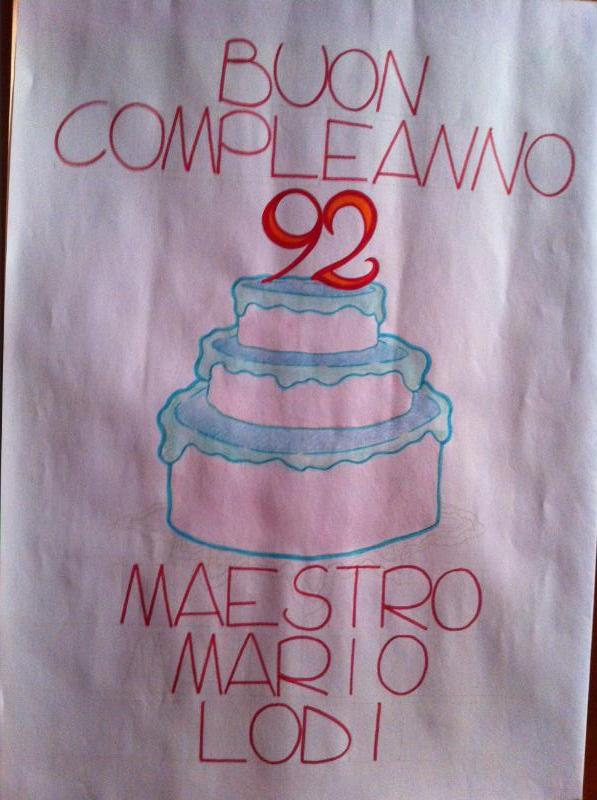 BUON
COMPLEANNO
92
MAESTRO
MARIO
LODI